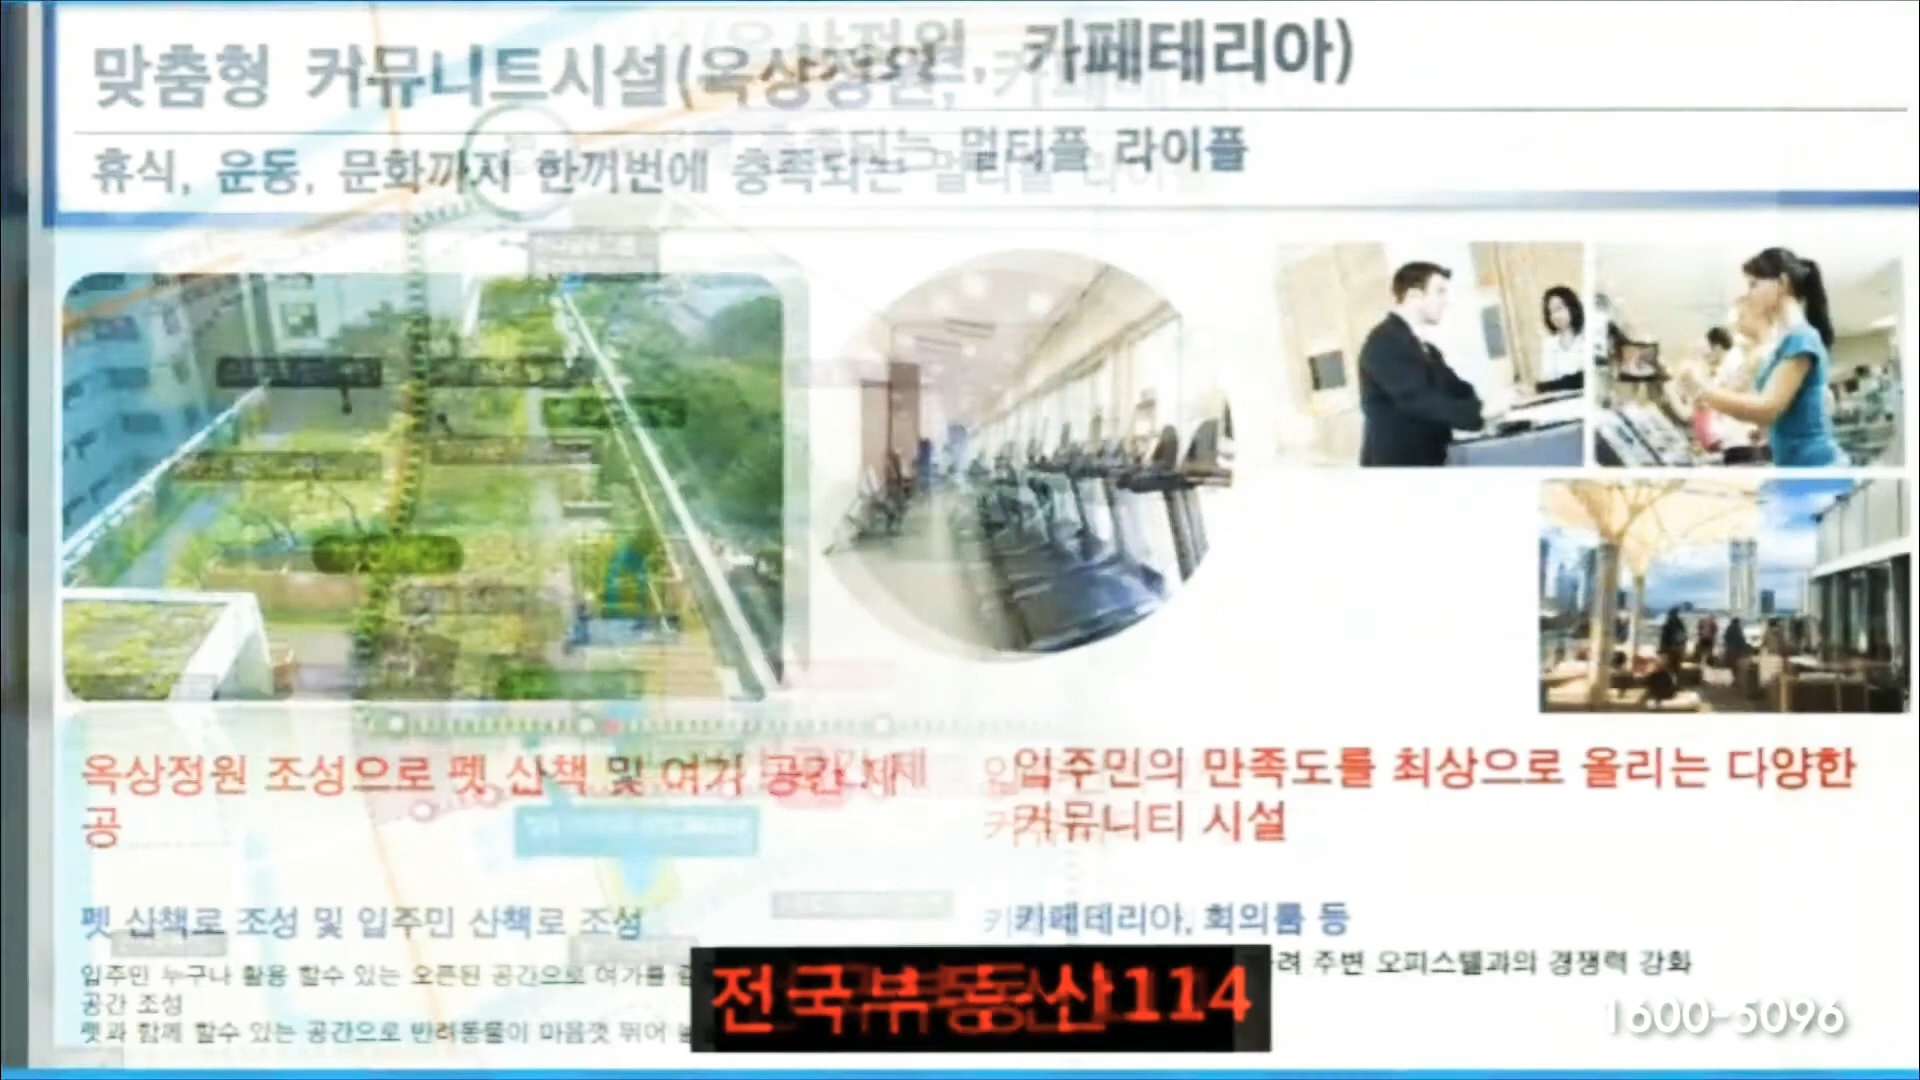 맞춤형 커뮤니트시설(옥상정원, 카페테리아)
휴식, 운동, 문화까지 한꺼번에 충족되는 멀티플 라이플
옥상정원 조성으로 펫 산책 및 여가 공간 제
공
입주민의 만족도를 최상으로 올리는 다양한
커뮤니티 시설
펫 산책로 조성 및 입주민 산책로 조성
카페테리아, 회의룸 등
입주민 누구나 활용 할수 있는 오픈된 공간으로 여가를
공간 조성
펫과 함께 할수 있는 공간으로 반려동물이 마음껏 뛰어
주변 오피스텔과의 경쟁력 강화
전국부동산114
1600-5096